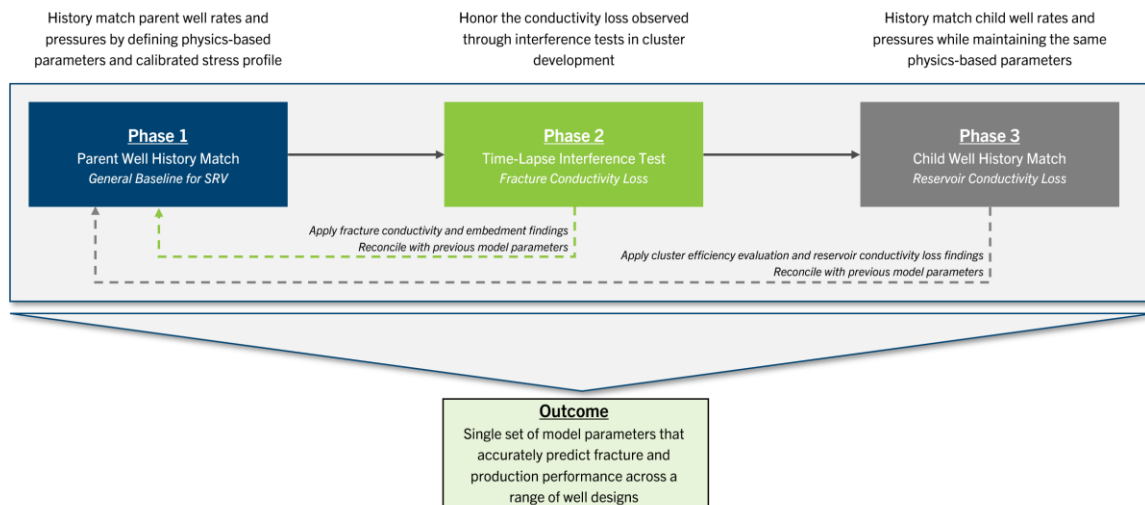 History match parent well rates and
pressures by defining physics-based
parameters and calibrated stress profile
Honor the conductivity loss observed
through interference tests in cluster
development
History match child well rates and
pressures while maintaining the same
physics-based parameters
Phase 1
Parent Well History Match
General Baseline for SRV
Phase 2
Time-Lapse Interference Test
Fracture Conductivity Loss
Phase 3
Child Well History Match
Reservoir Conductivity Loss
Apply fracture conductivity and embedment findings
Reconcile with previous model parameters
Apply cluster efficiency evaluation and reservoir conductivity loss findings
Reconcile with previous model parameters
Outcome
Single set of model parameters that
accurately predict fracture and
production performance across a
range of well designs